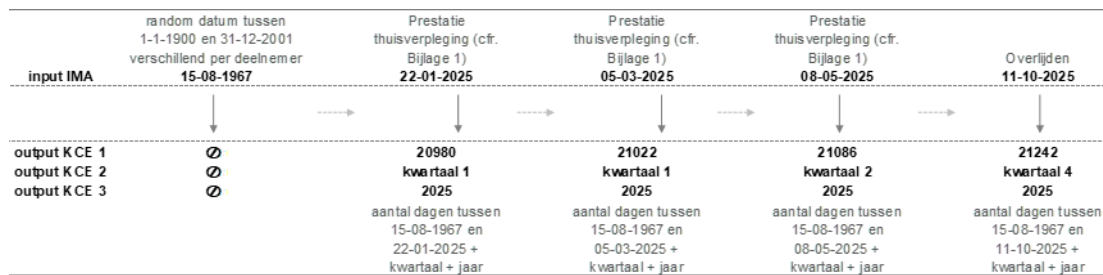 random datum tussen
1-1-1900 en 31-12-2001
verschillend per deelnemer
Prestatie
thuisverpleging (cfr.
Bijlage 1)
Prestatie
thuisverpleging (cfr.
Bijlage 1)
Prestatie
thuisverpleging (cfr.
Bijlage 1)
Overlijden
input IMA 15-08-1967 22-01-2025 05-03-2025 08-05-2025 11-10-2025
output KCE 1 ⊘ 20980 21022 21086 21242
output KCE 2 ⊘ kwartaal 1 kwartaal 1 kwartaal 2 kwartaal 4
output KCE 3 ⊘ 2025 2025 2025 2025
aantal dagen tussen
15-08-1967 en
22-01-2025 +
kwartaal + jaar
aantal dagen tussen
15-08-1967 en
05-03-2025 +
kwartaal + jaar
aantal dagen tussen
15-08-1967 en
08-05-2025 +
kwartaal + jaar
aantal dagen tussen
15-08-1967 en
11-10-2025 +
kwartaal + jaar